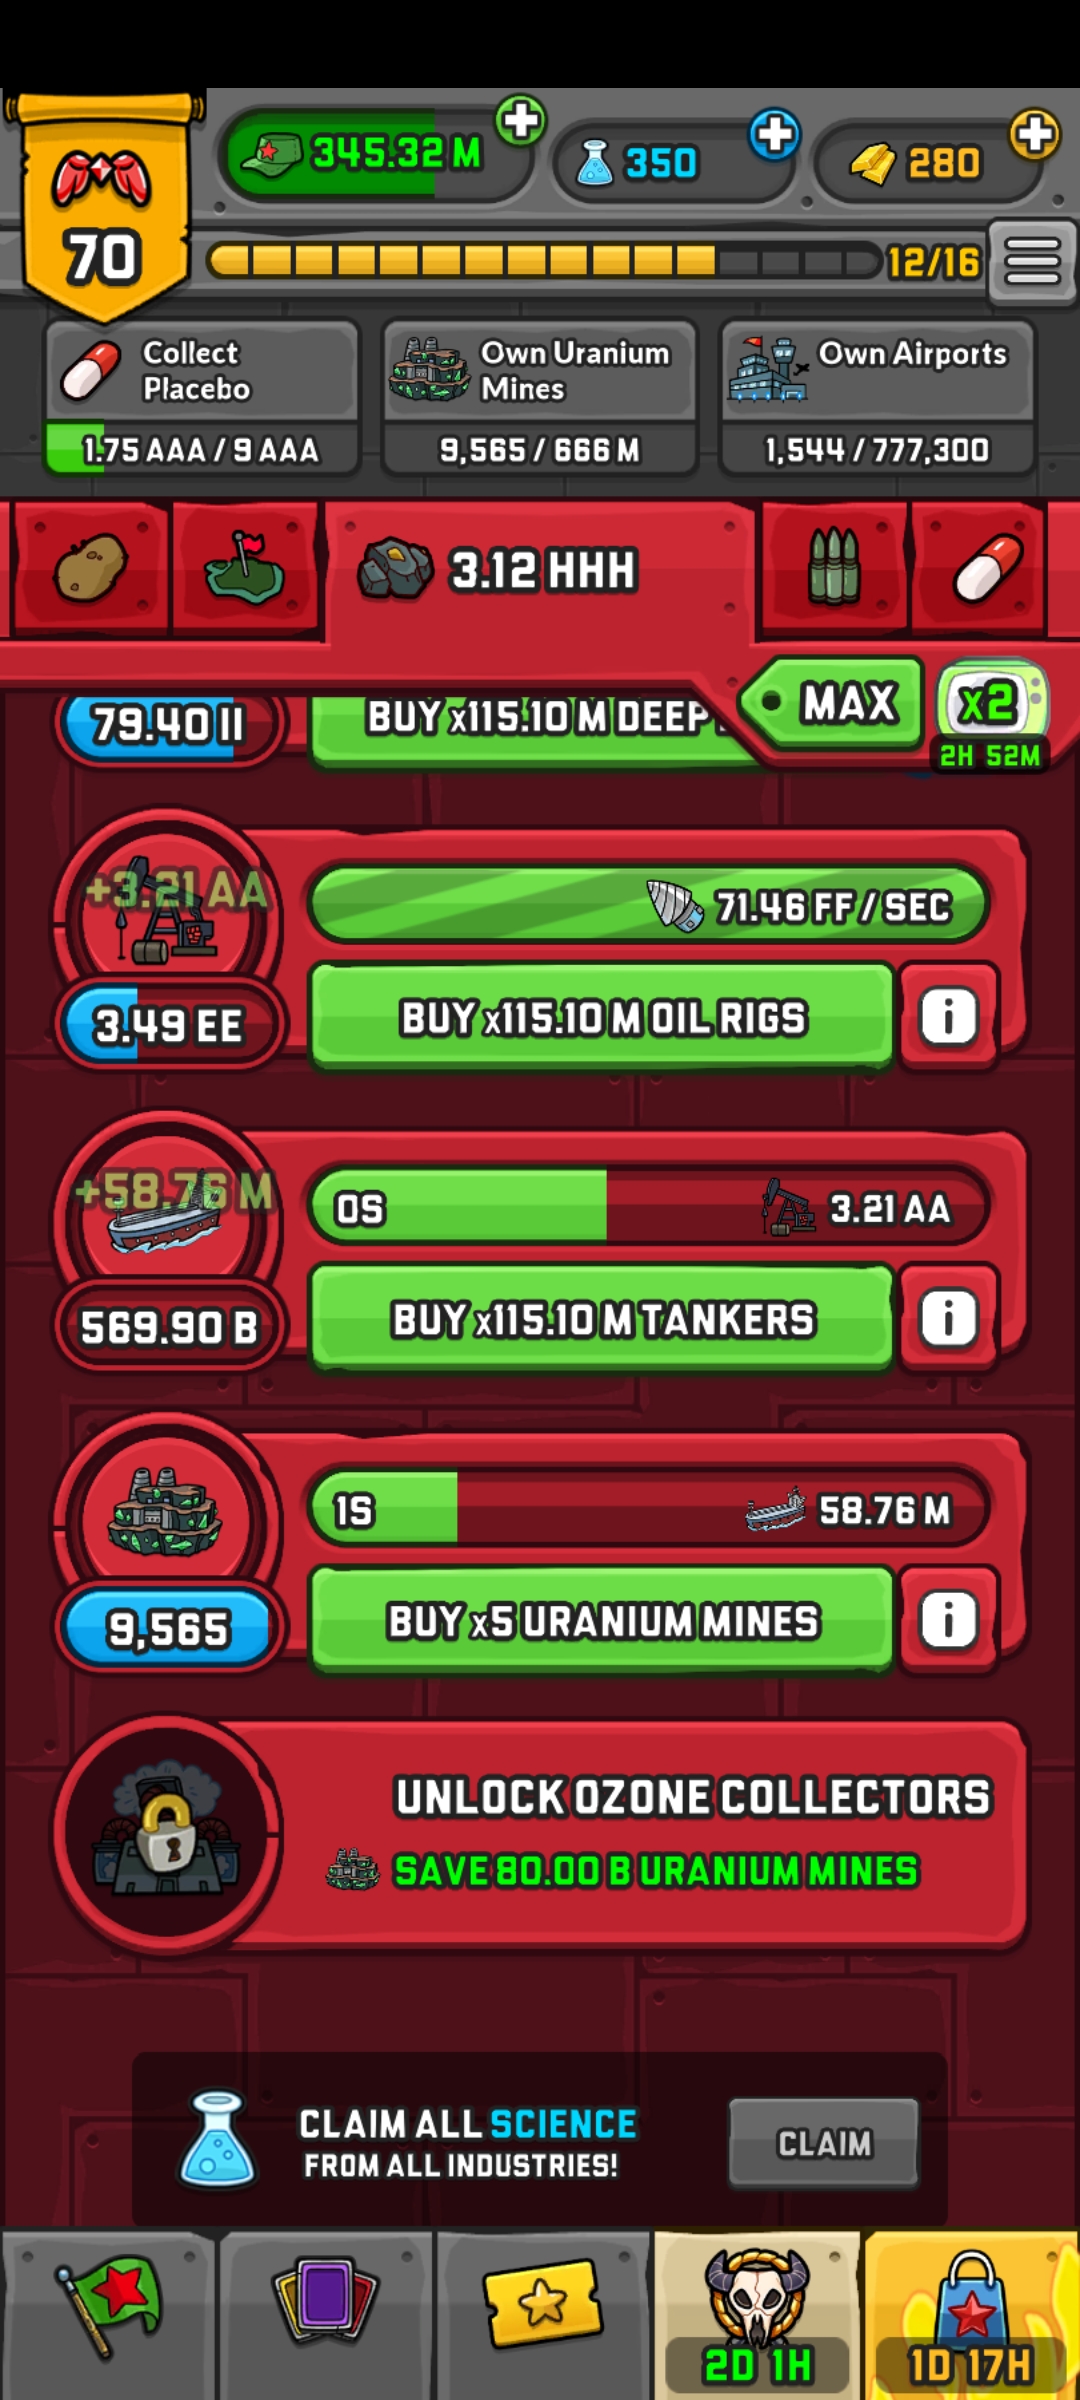 345.32 M
350
280
70
12/16
Collect
Placebo
1.75 AAA / 9 AAA
Own Uranium
Mines
9,565 / 666 M
Own Airports
1,544 / 777,300
3.12 HHH
MAX
x2
2H 52M
79.40 II
BUY x115.10 M DEEP
+3.21 AA
71.46 FF / SEC
3.49 EE
BUY x115.10 M OIL RIGS
i
+58.76 M
0S
3.21 AA
569.90 B
BUY x115.10 M TANKERS
i
1S
58.76 M
9,565
BUY x5 URANIUM MINES
i
UNLOCK OZONE COLLECTORS
SAVE 80.00 B URANIUM MINES
CLAIM ALL SCIENCE
FROM ALL INDUSTRIES!
CLAIM
2D 1H
1D 17H